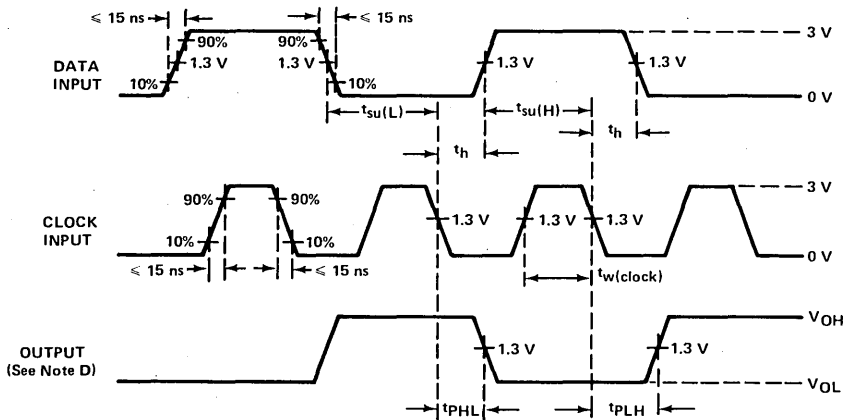 ≤ 15 ns
≤ 15 ns
90%
90%
3 V
DATA
INPUT
1.3 V
1.3 V
1.3 V
1.3 V
10%
10%
0 V
tsu(L)
tsu(H)
th
th
3 V
90%
90%
CLOCK
INPUT
1.3 V
1.3 V
1.3 V
10%
10%
0 V
≤ 15 ns
≤ 15 ns
tw(clock)
VOH
OUTPUT
(See Note D)
1.3 V
1.3 V
VOL
tPHL
tPLH